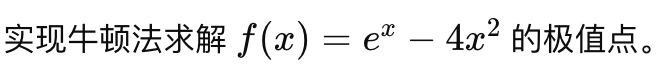 实现牛顿法求解 f(x) = e^x − 4x^2 的极值点。